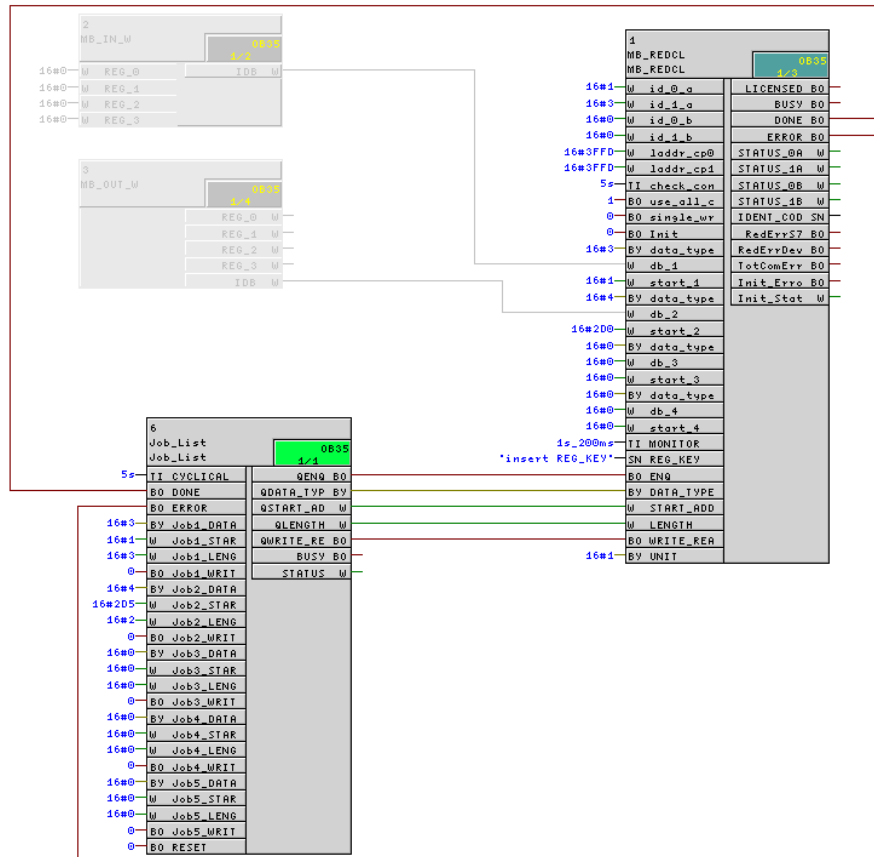 2
MB_IN_W
OB35
1/2
16#0 W REG_0 IDB W
16#0 W REG_1
16#0 W REG_2
16#0 W REG_3
3
MB_OUT_W
OB35
1/4
REG_0 W
REG_1 W
REG_2 W
REG_3 W
IDB W
1
MB_REDCL
MB_REDCL
OB35
1/3
16#1 W id_0_a LICENSED BO
16#3 W id_1_a BUSY BO
16#0 W id_0_b DONE BO
16#0 W id_1_b ERROR BO
16#3FFD W laddr_cp0 STATUS_0A W
16#3FFD W laddr_cp1 STATUS_1A W
5s TI check_con STATUS_0B W
1 BO use_all_c STATUS_1B W
0 BO single_wr IDENT_COD SN
0 BO Init RedErrS7 BO
16#3 BY data_type RedErrDev BO
W db_1 TotComErr BO
16#1 W start_1 Init_Erro BO
16#4 BY data_type Init_Stat W
W db_2
16#2D0 W start_2
16#0 BY data_type
16#0 W db_3
16#0 W start_3
16#0 BY data_type
16#0 W db_4
16#0 W start_4
1s_200ms TI MONITOR
"insert REG_KEY" SN REG_KEY
BO ENQ
BY DATA_TYPE
W START_ADD
W LENGTH
BO WRITE_REA
16#1 BY UNIT
6
Job_List
Job_List
OB35
1/1
5s TI CYCLICAL QENQ BO
BO DONE QDATA_TYP BY
BO ERROR QSTART_AD W
16#3 BY Job1_DATA QLENGTH W
16#1 W Job1_STAR QWRITE_RE BO
16#3 W Job1_LENG BUSY BO
0 BO Job1_WRIT STATUS W
16#4 BY Job2_DATA
16#2D5 W Job2_STAR
16#2 W Job2_LENG
0 BO Job2_WRIT
16#0 BY Job3_DATA
16#0 W Job3_STAR
16#0 W Job3_LENG
0 BO Job3_WRIT
16#0 BY Job4_DATA
16#0 W Job4_STAR
16#0 W Job4_LENG
0 BO Job4_WRIT
16#0 BY Job5_DATA
16#0 W Job5_STAR
16#0 W Job5_LENG
0 BO Job5_WRIT
0 BO RESET